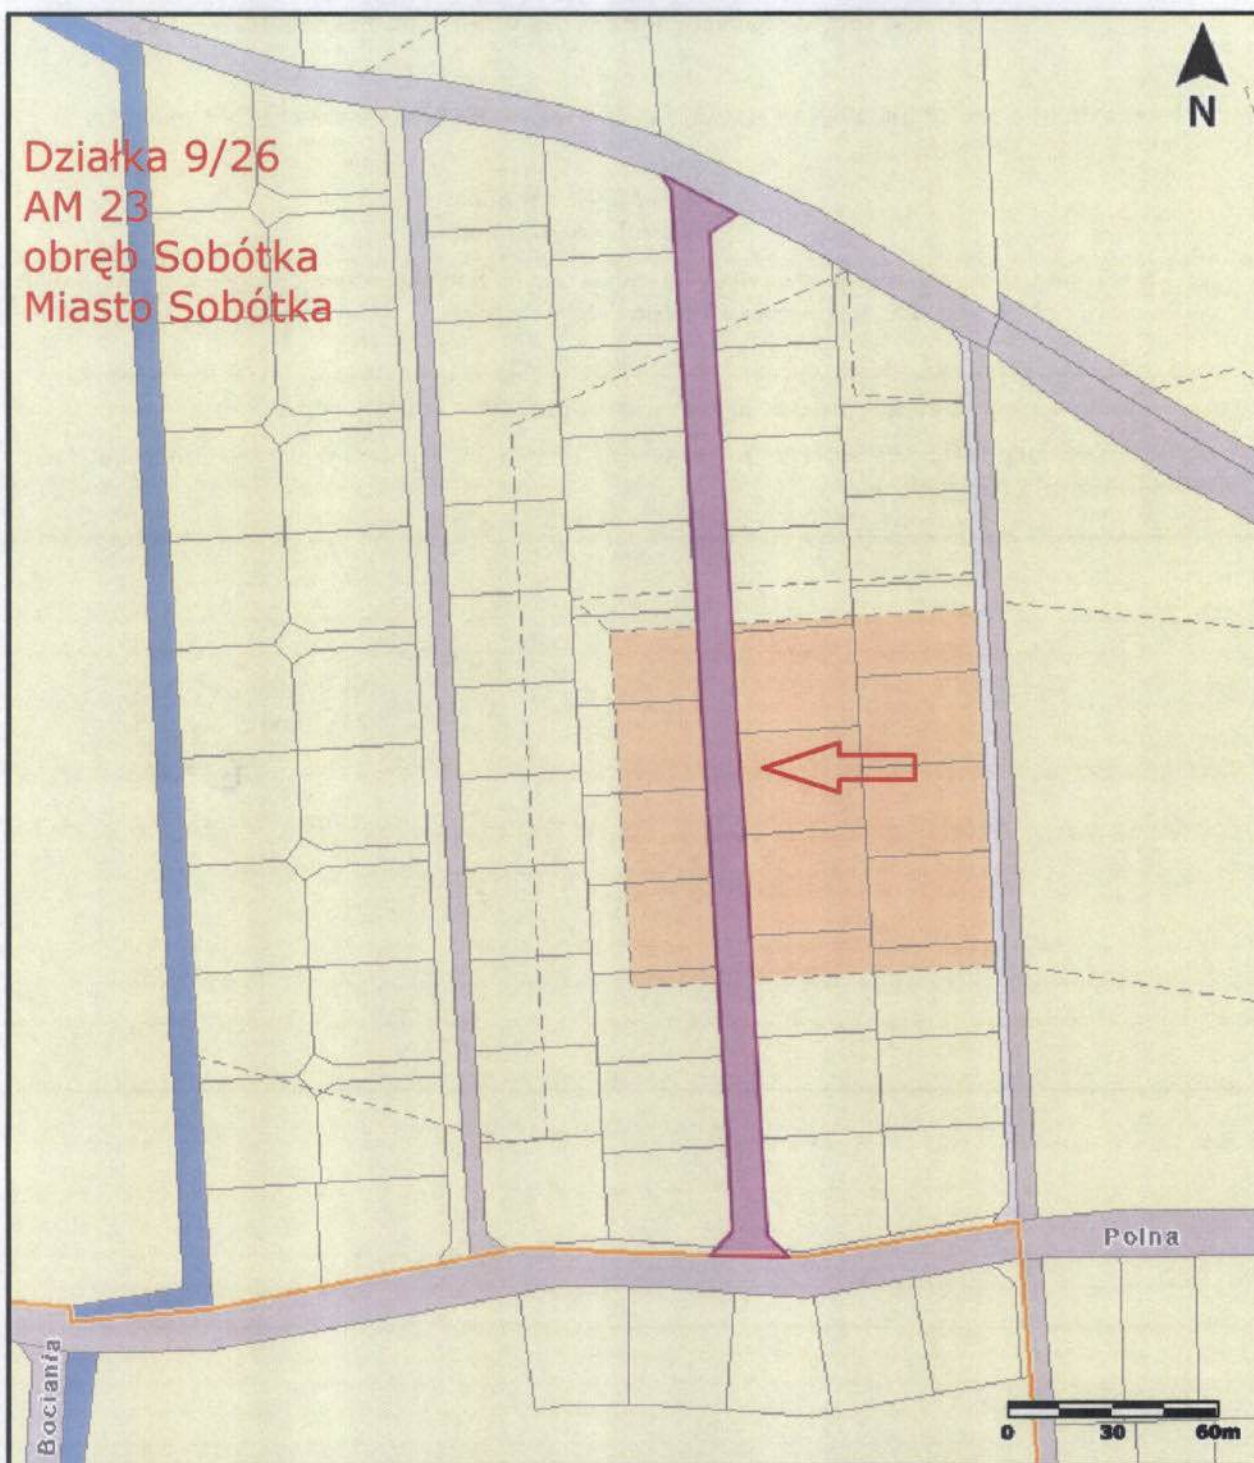 N
Działka 9/26
AM 23
obręb Sobótka
Miasto Sobótka
Polna
Bociania
0 30 60m